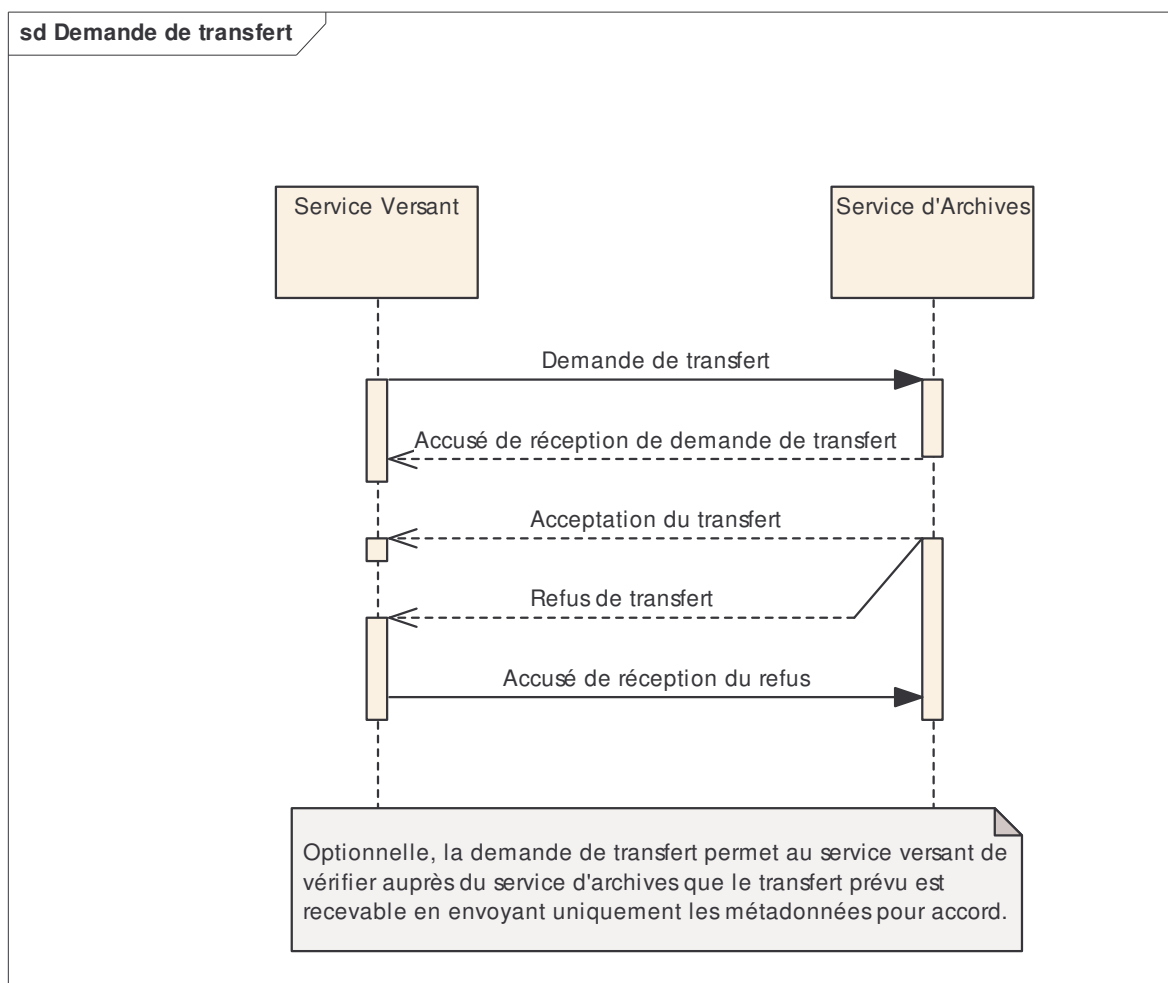 sd Demande de transfert
Service Versant
Service d'Archives
Demande de transfert
Accusé de réception de demande de transfert
Acceptation du transfert
Refus de transfert
Accusé de réception du refus
Optionnelle, la demande de transfert permet au service versant de
vérifier auprès du service d'archives que le transfert prévu est
recevable en envoyant uniquement les métadonnées pour accord.